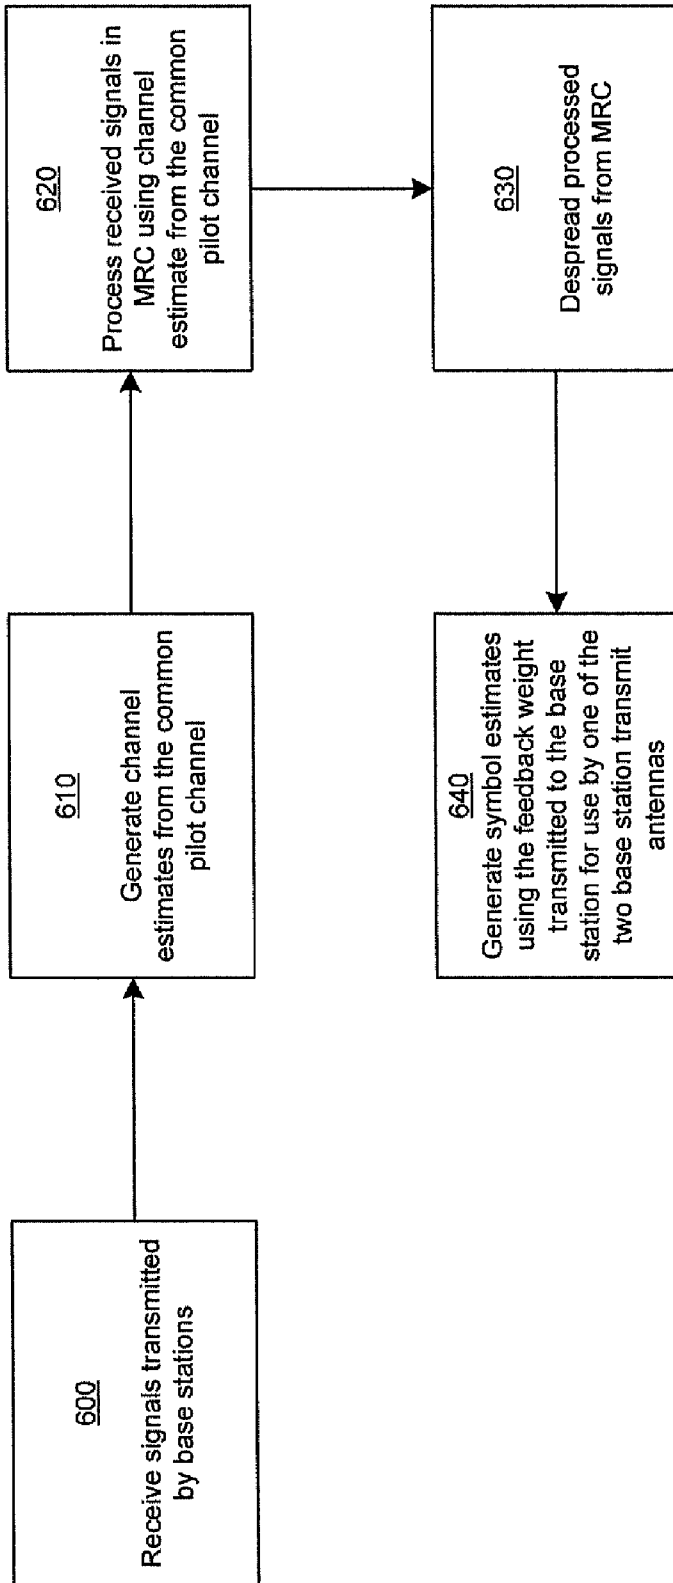 600
Receive signals transmitted
by base stations
610
Generate channel
estimates from the common
pilot channel
620
Process received signals in
MRC using channel
estimate from the common
pilot channel
630
Despread processed
signals from MRC
640
Generate symbol estimates
using the feedback weight
transmitted to the base
station for use by one of the
two base station transmit
antennas